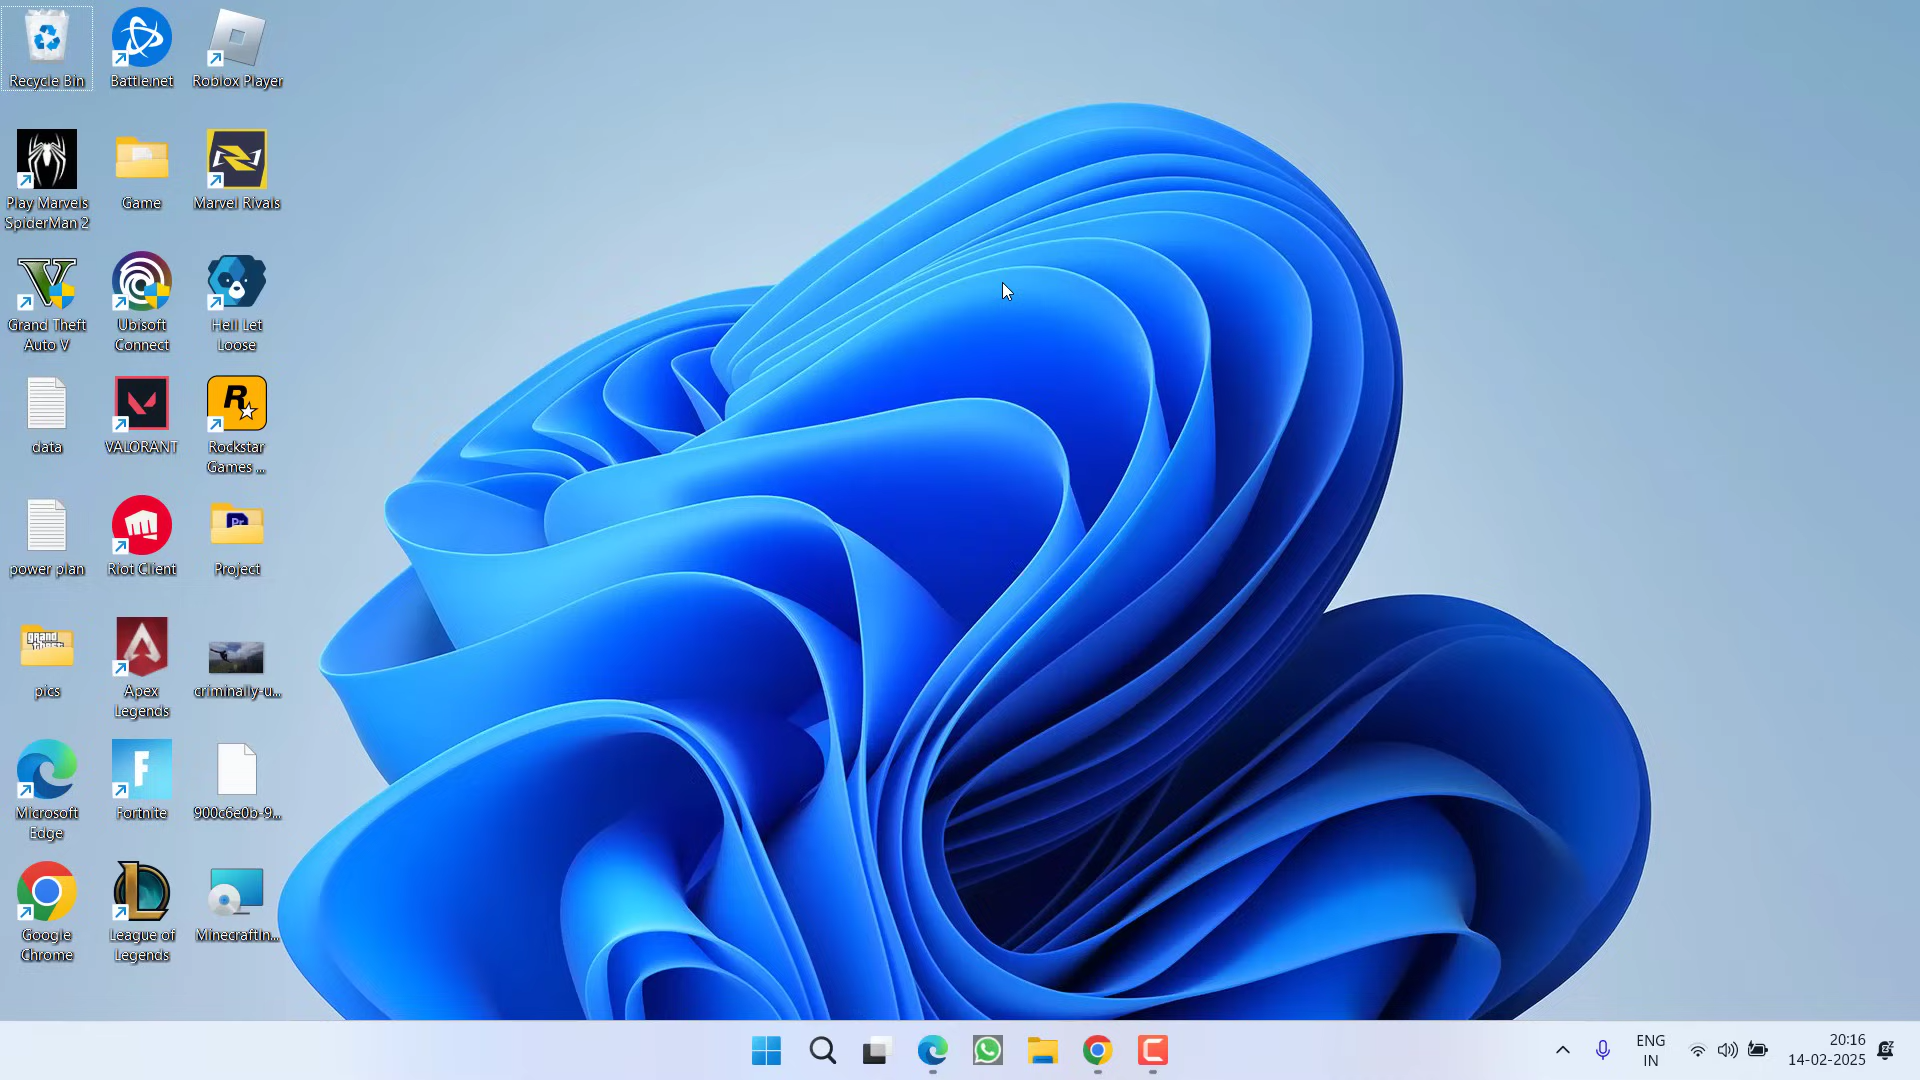 Recycle Bin
Battle.net
Roblox Player
Play Marvels
SpiderMan 2
Game
Marvel Rivals
Grand Theft
Auto V
Ubisoft
Connect
Hell Let
Loose
data
VALORANT
Rockstar
Games ...
power plan
Riot Client
Project
pics
Apex
Legends
criminally-u...
Microsoft
Edge
Fortnite
900c6e0b-9...
Google
Chrome
League of
Legends
MinecraftIn...
ENG
IN
20:16
14-02-2025